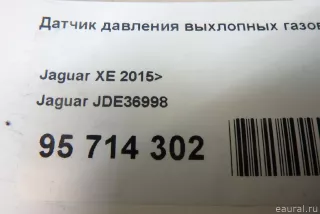 Датчик давления выхлопных газов
Jaguar XE 2015>
Jaguar JDE36998
95 714 302
eaural.ru